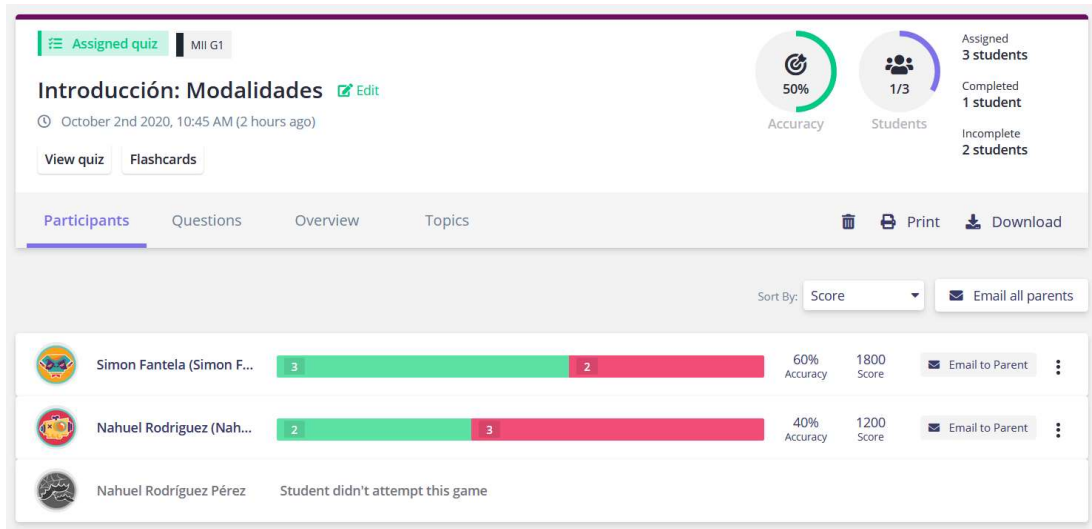 Assigned quiz
MII G1
Introducción: Modalidades
Edit
October 2nd 2020, 10:45 AM (2 hours ago)
View quiz
Flashcards
50%
Accuracy
1/3
Students
Assigned
3 students
Completed
1 student
Incomplete
2 students
Participants
Questions
Overview
Topics
Print
Download
Sort By:
Score
Email all parents
Simon Fantela (Simon F...
3
2
60%
Accuracy
1800
Score
Email to Parent
Nahuel Rodriguez (Nah...
2
3
40%
Accuracy
1200
Score
Email to Parent
Nahuel Rodríguez Pérez
Student didn't attempt this game